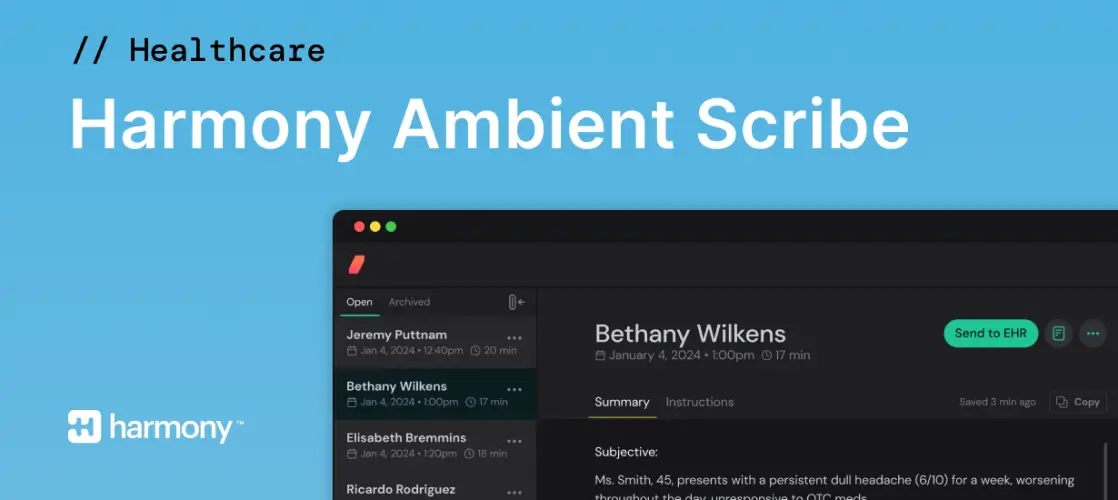 // Healthcare
Harmony Ambient Scribe
harmony™
Open Archived
Jeremy Puttnam
Jan 4, 2024 • 12:40pm 20 min
Bethany Wilkens
Jan 4, 2024 • 1:00pm 17 min
Elisabeth Bremmins
Jan 4, 2024 • 1:20pm 18 min
Ricardo Rodriguez
Bethany Wilkens
January 4, 2024 • 1:00pm 17 min
Send to EHR
Summary Instructions
Saved 3 min ago Copy
Subjective:
Ms. Smith, 45, presents with a persistent dull headache (6/10) for a week, worsening
throughout the day, unresponsive to OTC meds